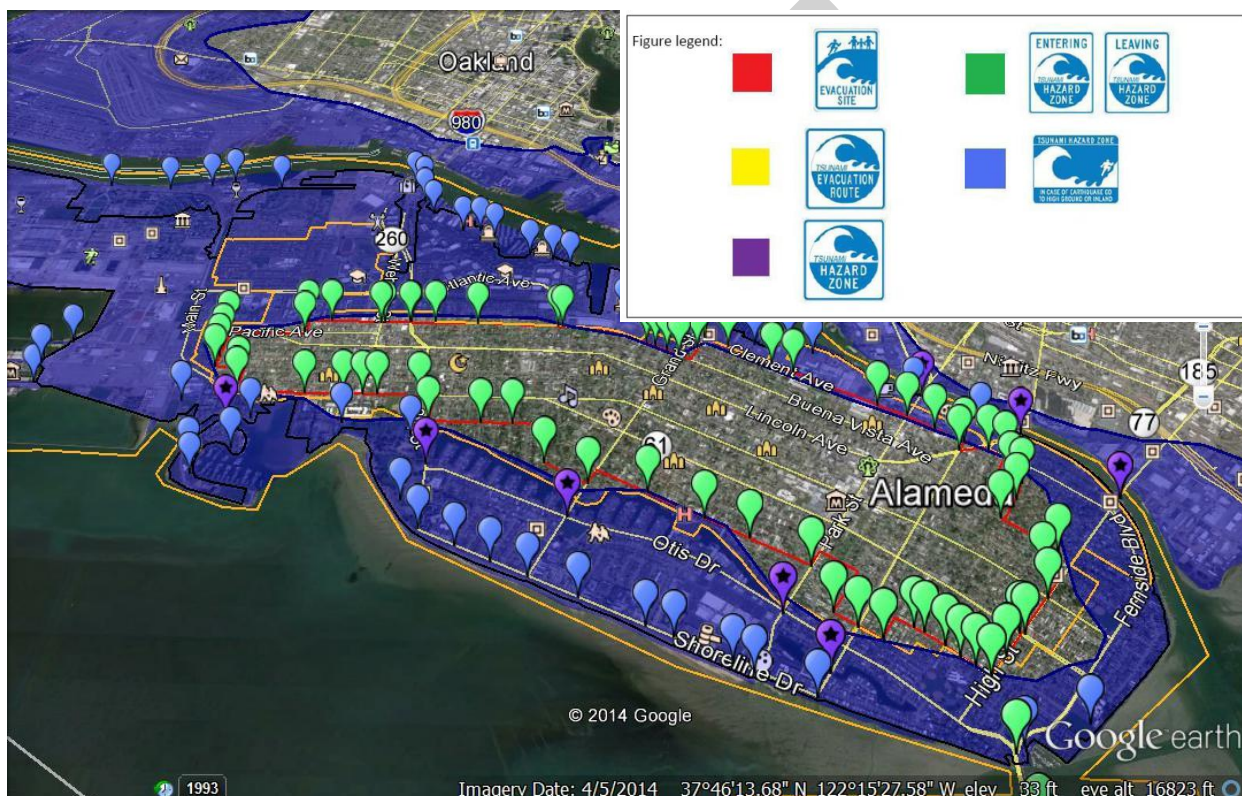 Figure legend:
EVACUATION
SITE
ENTERING
TSUNAMI
HAZARD
ZONE
LEAVING
TSUNAMI
HAZARD
ZONE
TSUNAMI
EVACUATION
ROUTE
TSUNAMI HAZARD ZONE
IN CASE OF EARTHQUAKE GO
TO HIGH GROUND OR INLAND
TSUNAMI
HAZARD
ZONE
Oakland
980
260
Atlantic Ave
Main St
Pacific Ave
Grand St
Clement Ave
Nimitz Fwy
185
Buena Vista Ave
77
Lincoln Ave
61
Alameda
H
Park St
Otis Dr
Fernside Blvd
Shoreline Dr
High St
© 2014 Google
Google earth
1993
Imagery Date: 4/5/2014 37°46'13.68" N 122°15'27.58" W elev 33 ft eye alt 16823 ft